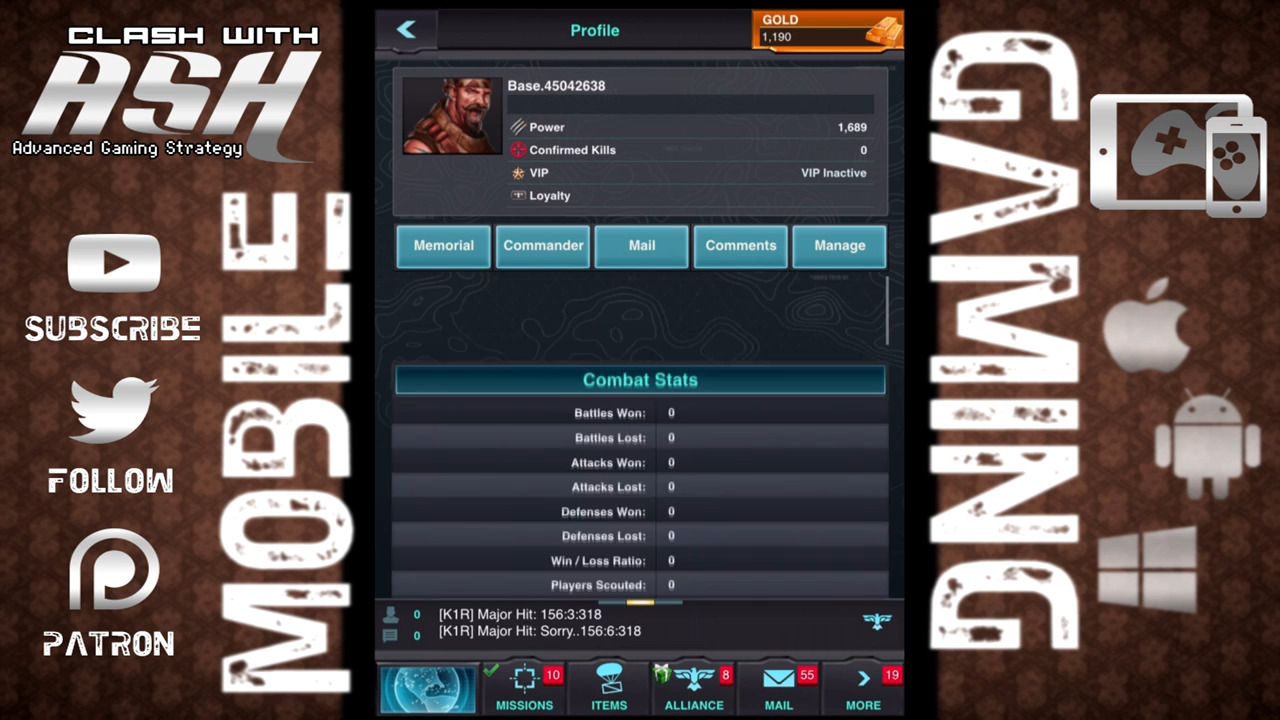 CLASH WITH
ASH
Advanced Gaming Strategy
SUBSCRIBE
FOLLOW
PATRON
MOBILE
Profile
GOLD
1,190
Base.45042638
Power 1,689
Confirmed Kills 0
VIP VIP Inactive
Loyalty
Memorial Commander Mail Comments Manage
Combat Stats
Battles Won: 0
Battles Lost: 0
Attacks Won: 0
Attacks Lost: 0
Defenses Won: 0
Defenses Lost: 0
Win / Loss Ratio: 0
Players Scouted: 0
0 [K1R] Major Hit: 156:3:318
0 [K1R] Major Hit: Sorry..156:6:318
10 8 55 19
MISSIONS ITEMS ALLIANCE MAIL MORE
GAMING